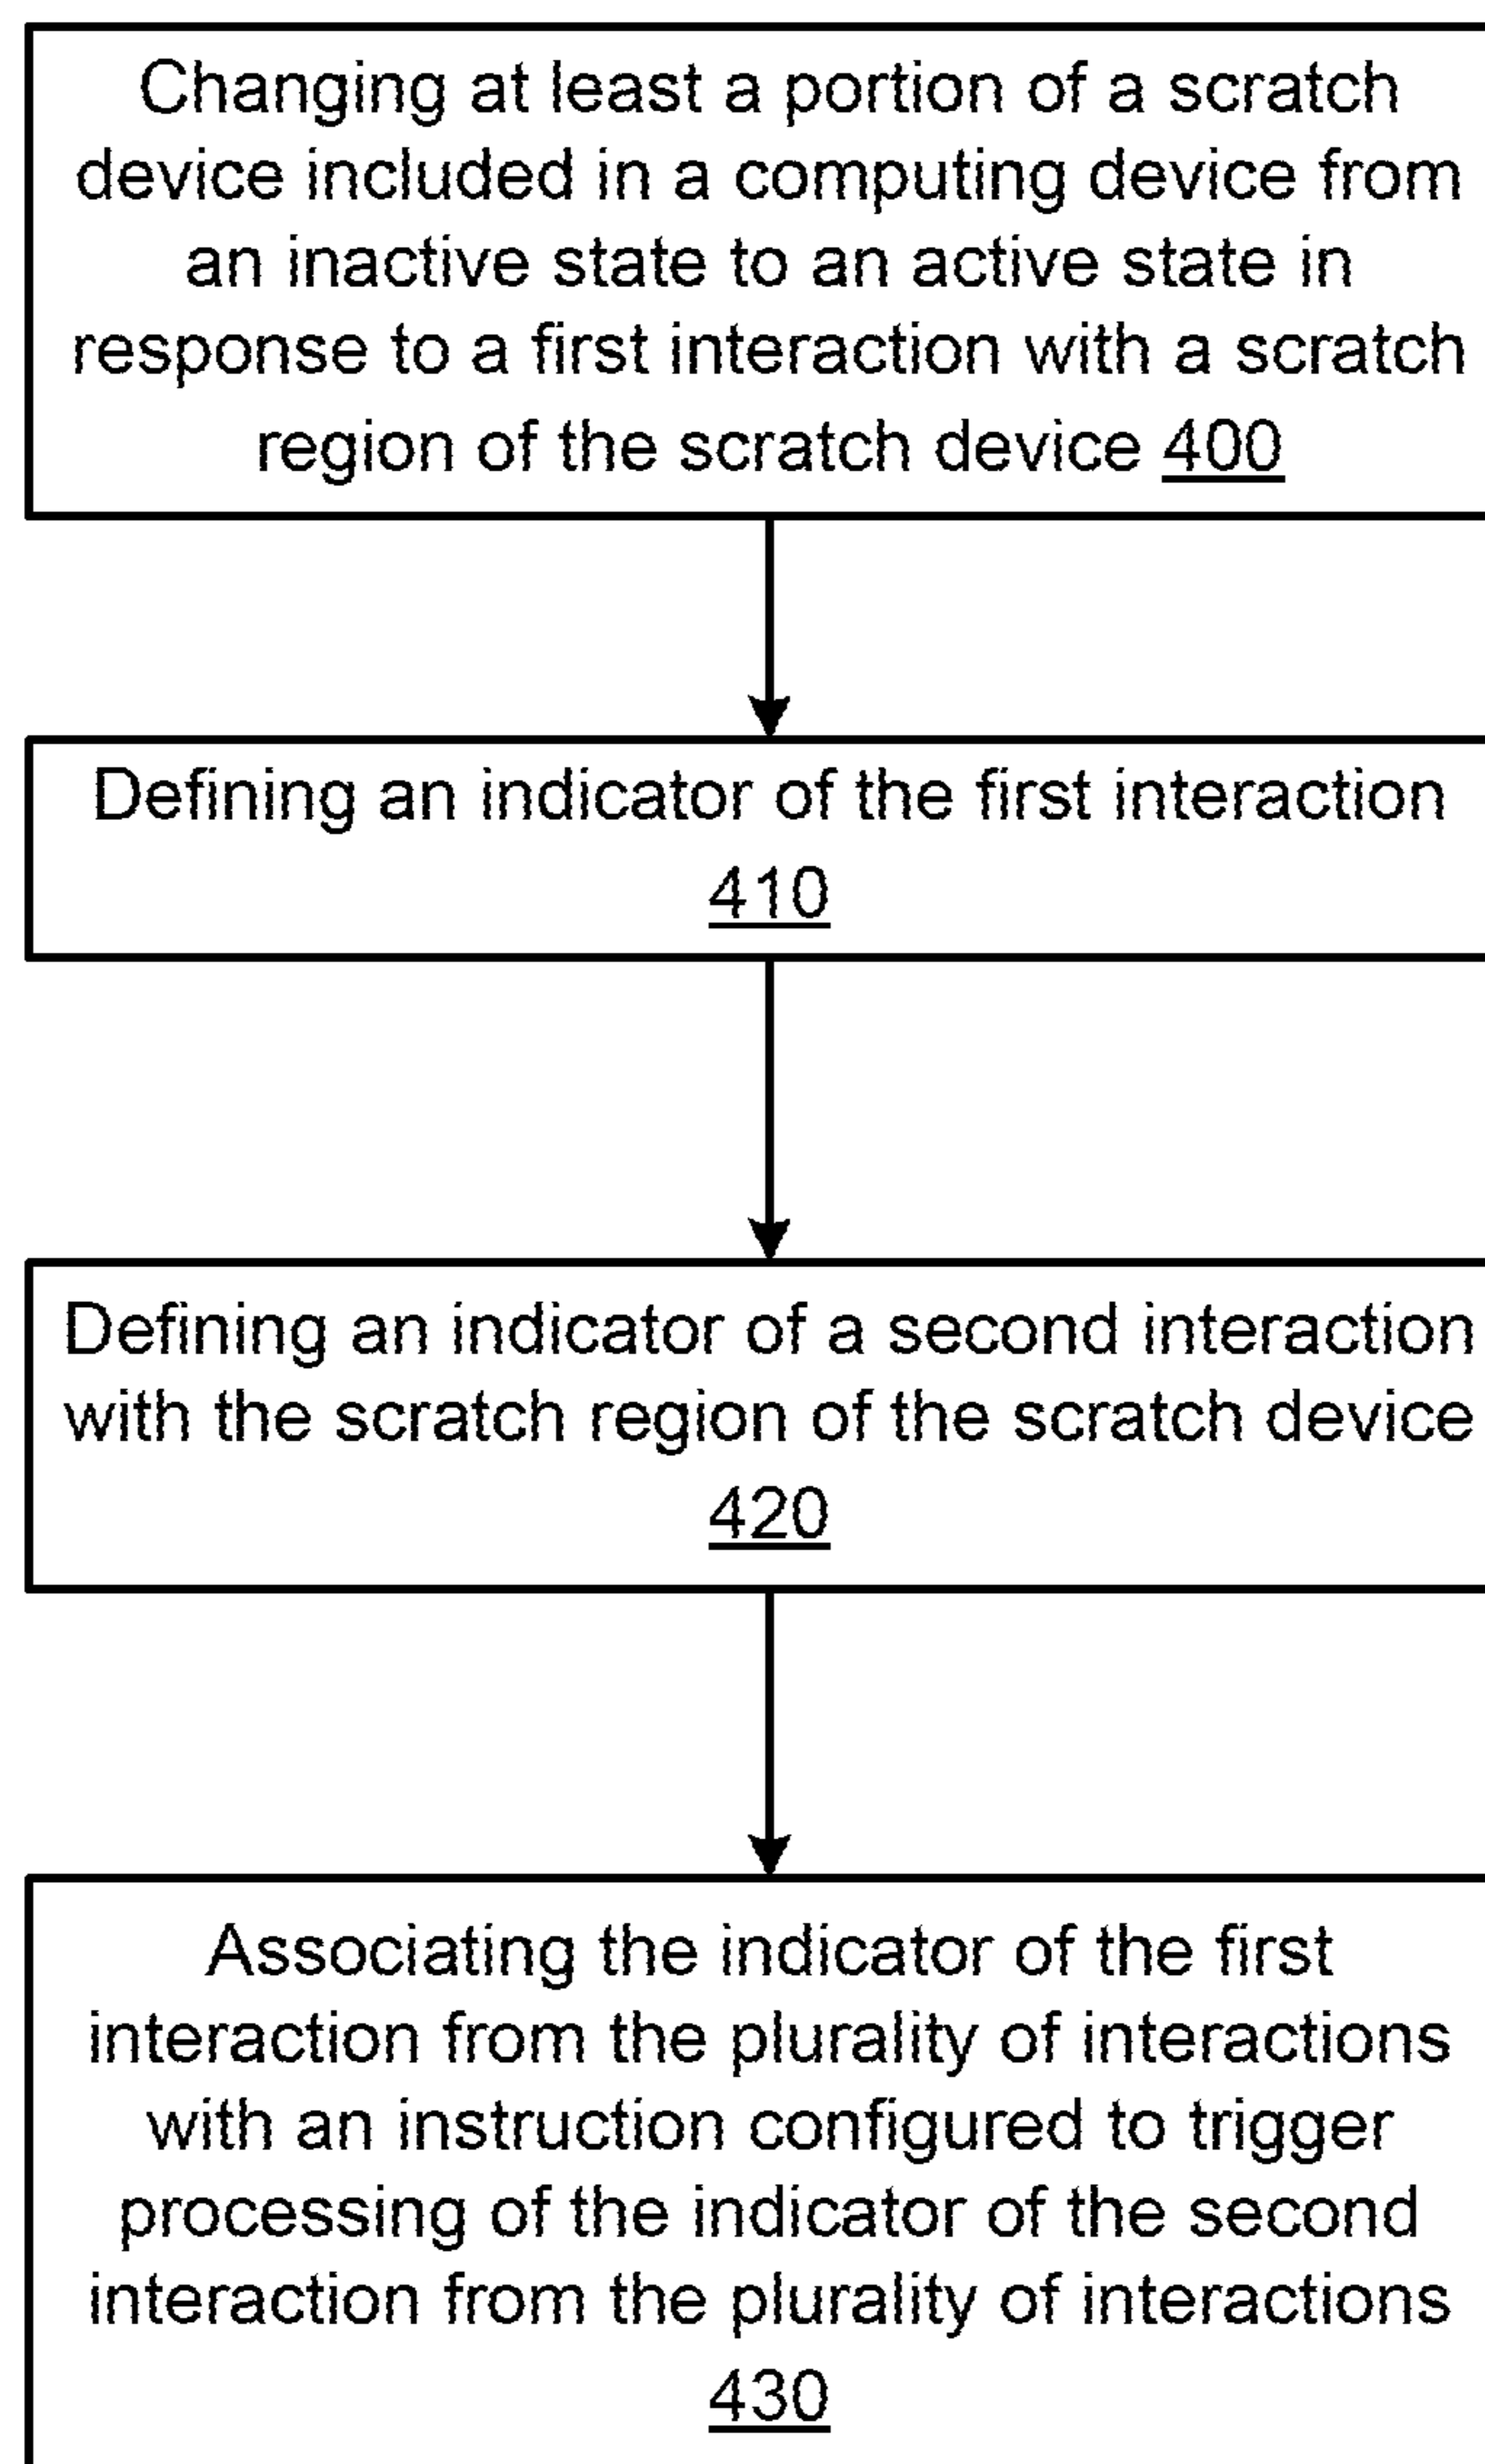 Changing at least a portion of a scratch
device included in a computing device from
an inactive state to an active state in
response to a first interaction with a scratch
region of the scratch device 400
Defining an indicator of the first interaction
410
Defining an indicator of a second interaction
with the scratch region of the scratch device
420
Associating the indicator of the first
interaction from the plurality of interactions
with an instruction configured to trigger
processing of the indicator of the second
interaction from the plurality of interactions
430